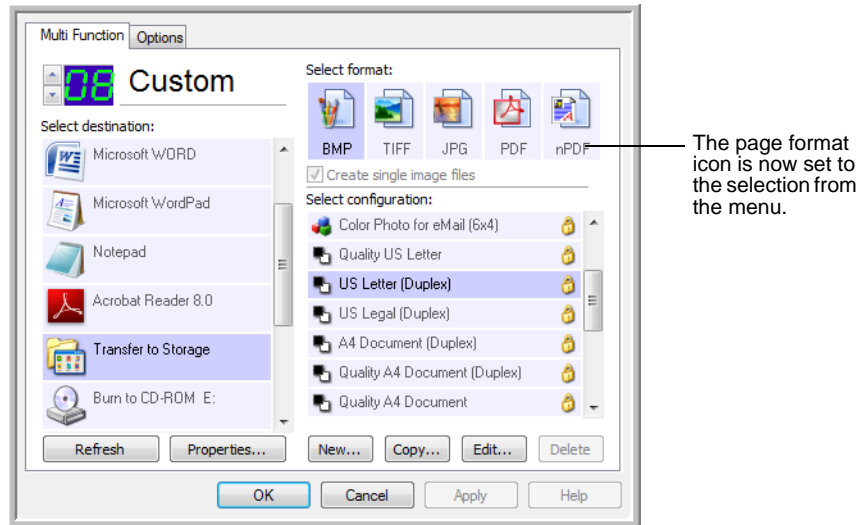 Multi Function
Options
08
Custom
Select destination:
Microsoft WORD
Microsoft WordPad
Notepad
Acrobat Reader 8.0
Transfer to Storage
Burn to CD-ROM E:
Refresh
Properties...
Select format:
BMP
TIFF
JPG
PDF
nPDF
Create single image files
Select configuration:
Color Photo for eMail (6x4)
Quality US Letter
US Letter (Duplex)
US Legal (Duplex)
A4 Document (Duplex)
Quality A4 Document (Duplex)
Quality A4 Document
New...
Copy...
Edit...
Delete
OK
Cancel
Apply
Help
The page format
icon is now set to
the selection from
the menu.